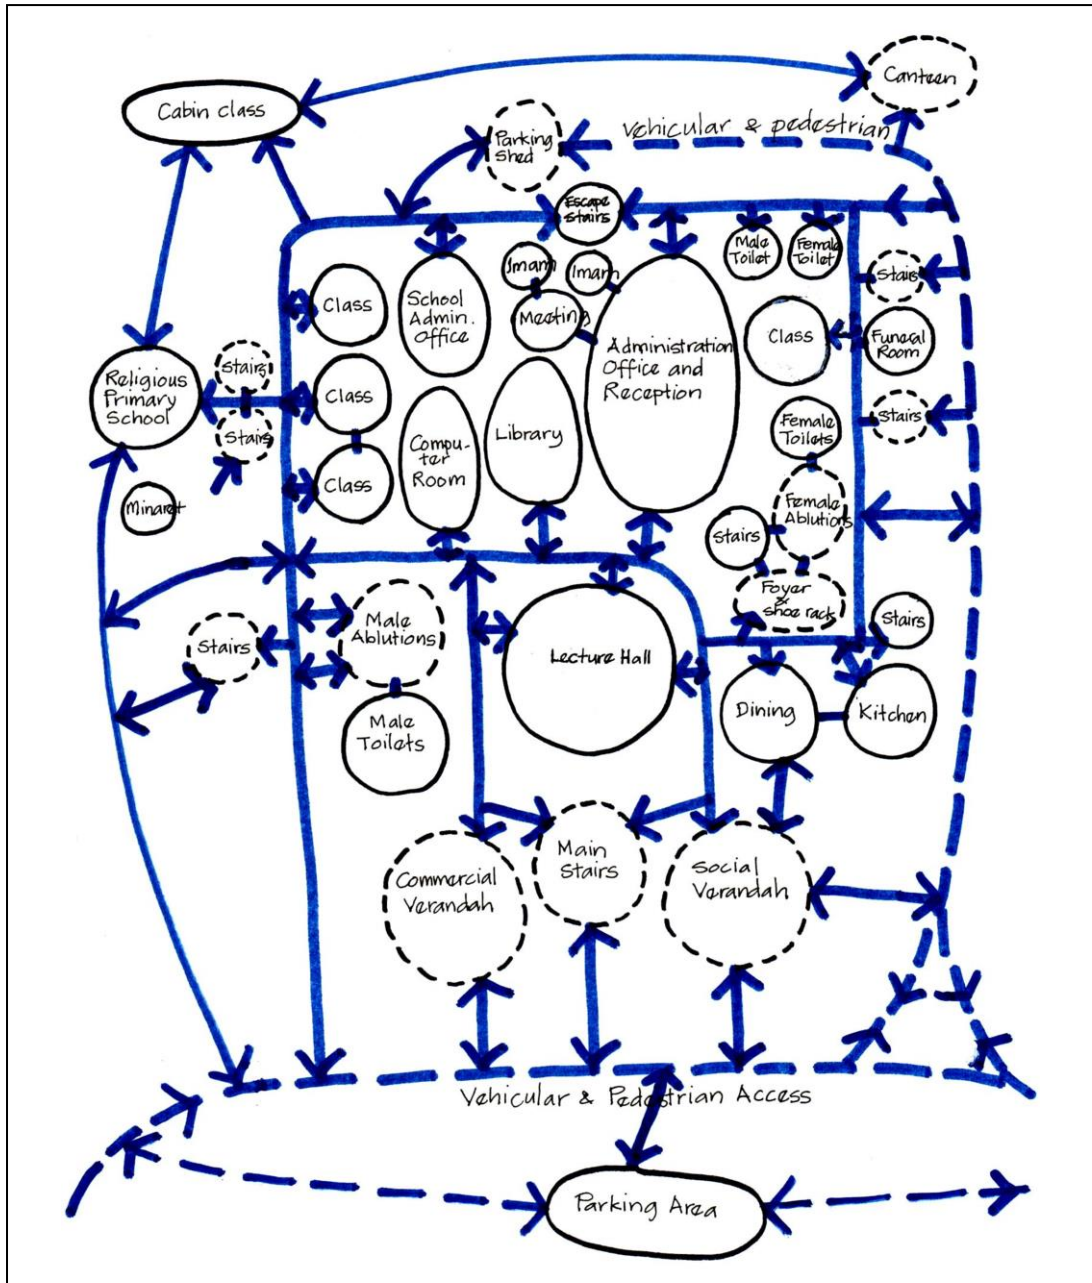 Canteen
Cabin class
vehicular & pedestrian
Parking
Shed
Escape
Stairs
Male
Toilet
Female
Toilet
Imam
Imam
Stairs
Class
School
Admin.
Office
Meeting
Class
Funeral
Room
Administration
Office and
Reception
Stairs
Religious
Primary
School
Class
Stairs
Female
Toilets
Stairs
Library
Compu-
ter
Room
Class
Minaret
Female
Ablutions
Stairs
Foyer
&
shoe rack
Stairs
Male
Ablutions
Stairs
Lecture Hall
Dining
Kitchen
Male
Toilets
Main
Stairs
Social
Verandah
Commercial
Verandah
Vehicular & Pedestrian Access
Parking Area